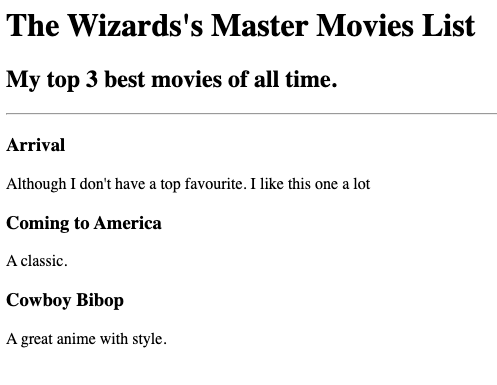 The Wizards's Master Movies List
My top 3 best movies of all time.
Arrival
Although I don't have a top favourite. I like this one a lot
Coming to America
A classic.
Cowboy Bibop
A great anime with style.